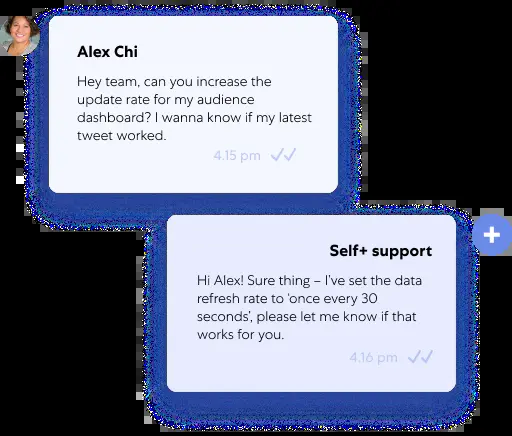 Alex Chi
Hey team, can you increase the
update rate for my audience
dashboard? I wanna know if my latest
tweet worked.
4.15 pm
Self+ support
Hi Alex! Sure thing – I've set the data
refresh rate to 'once every 30
seconds', please let me know if that
works for you.
4.16 pm